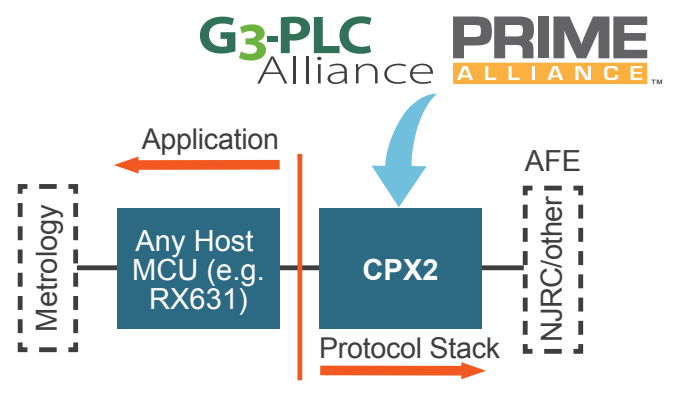 G3-PLC
Alliance
PRIME
ALLIANCE
TM
Application
AFE
Metrology
Any Host
MCU (e.g.
RX631)
CPX2
NJRC/other
Protocol Stack